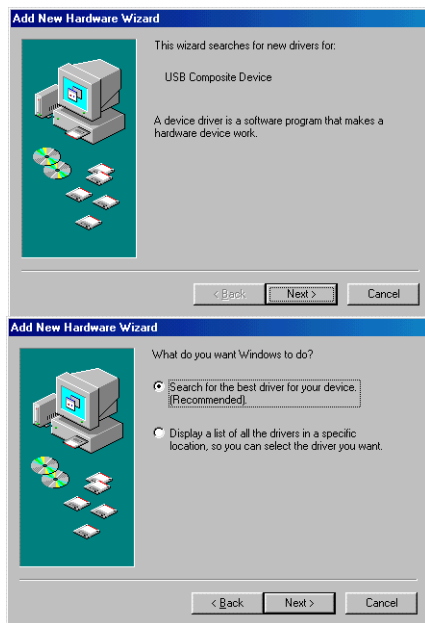 Add New Hardware Wizard
This wizard searches for new drivers for:
USB Composite Device
A device driver is a software program that makes a
hardware device work.
< Back
Next >
Cancel
Add New Hardware Wizard
What do you want Windows to do?
Search for the best driver for your device.
(Recommended).
Display a list of all the drivers in a specific
location, so you can select the driver you want.
< Back
Next >
Cancel